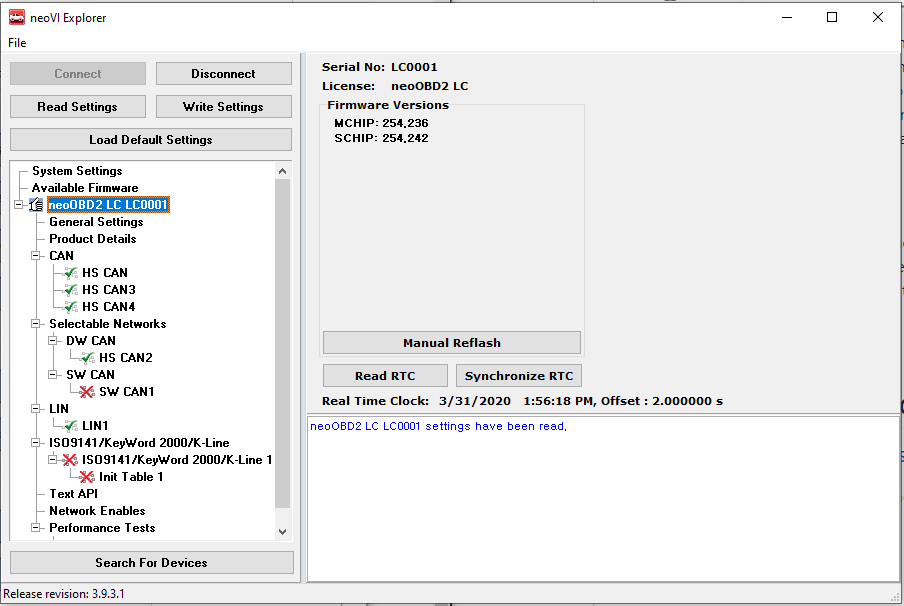 neoVI Explorer
File
Connect
Disconnect
Read Settings
Write Settings
Load Default Settings
System Settings
Available Firmware
neoOBD2 LC LC0001
General Settings
Product Details
CAN
HS CAN
HS CAN3
HS CAN4
Selectable Networks
DW CAN
HS CAN2
SW CAN
SW CAN1
LIN
LIN1
ISO9141/KeyWord 2000/K-Line
ISO9141/KeyWord 2000/K-Line 1
Init Table 1
Text API
Network Enables
Performance Tests
Search For Devices
Serial No: LC0001
License: neoOBD2 LC
Firmware Versions
MCHIP: 254.236
SCHIP: 254.242
Manual Reflash
Read RTC
Synchronize RTC
Real Time Clock: 3/31/2020 1:56:18 PM, Offset : 2.000000 s
neoOBD2 LC LC0001 settings have been read.
Release revision: 3.9.3.1